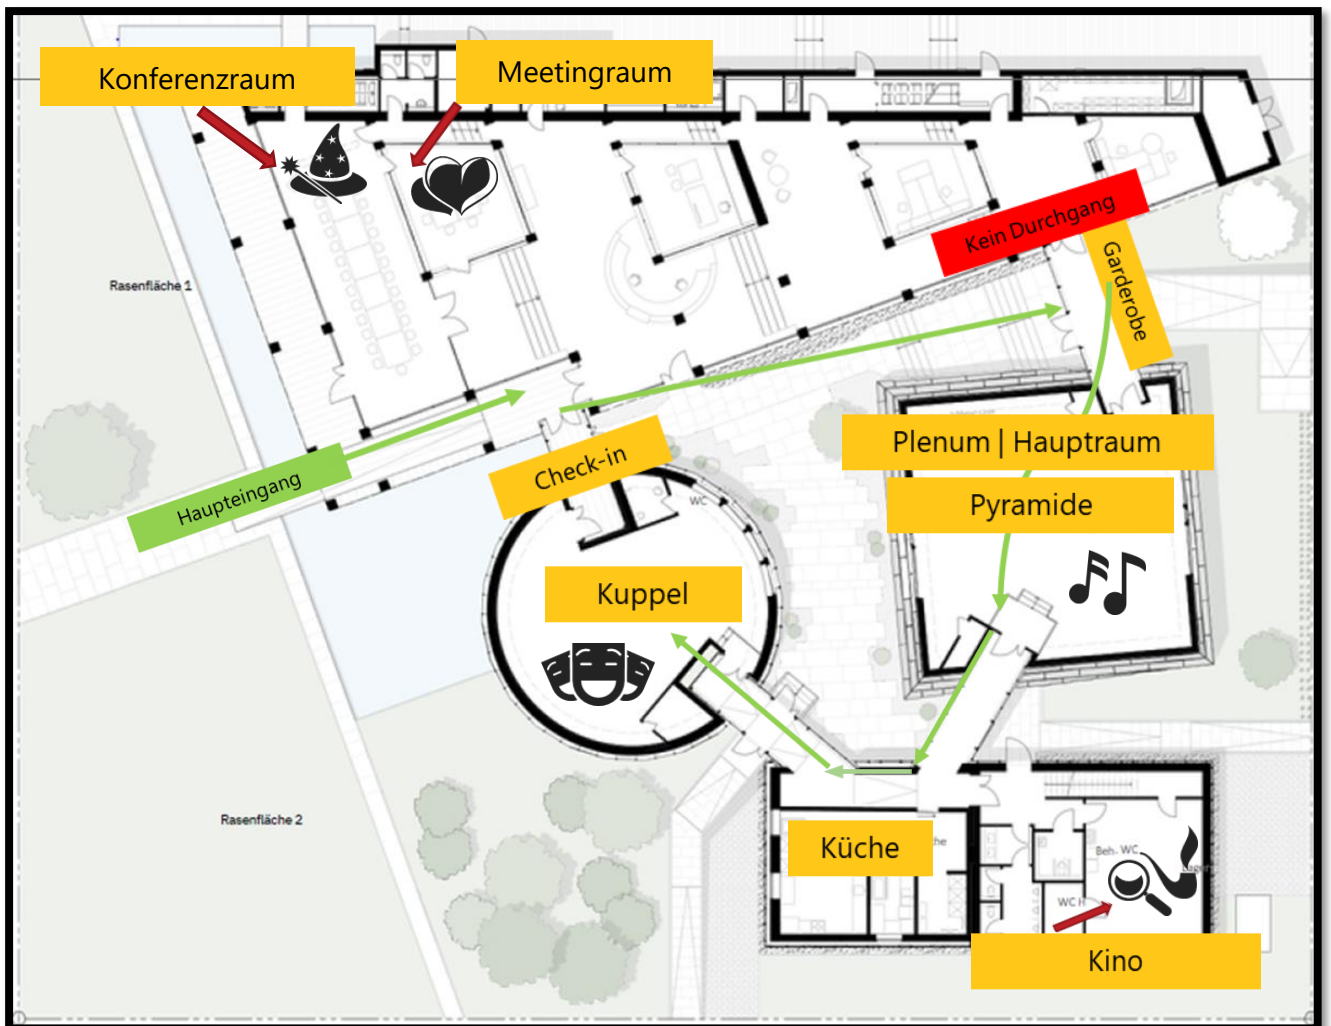 Konferenzraum
Meetingraum
Kein Durchgang
Garderobe
Rasenfläche 1
Plenum | Hauptraum
Check-in
Haupteingang
WC
Pyramide
Kuppel
Rasenfläche 2
Küche
Beh- WC
WC H
Kino